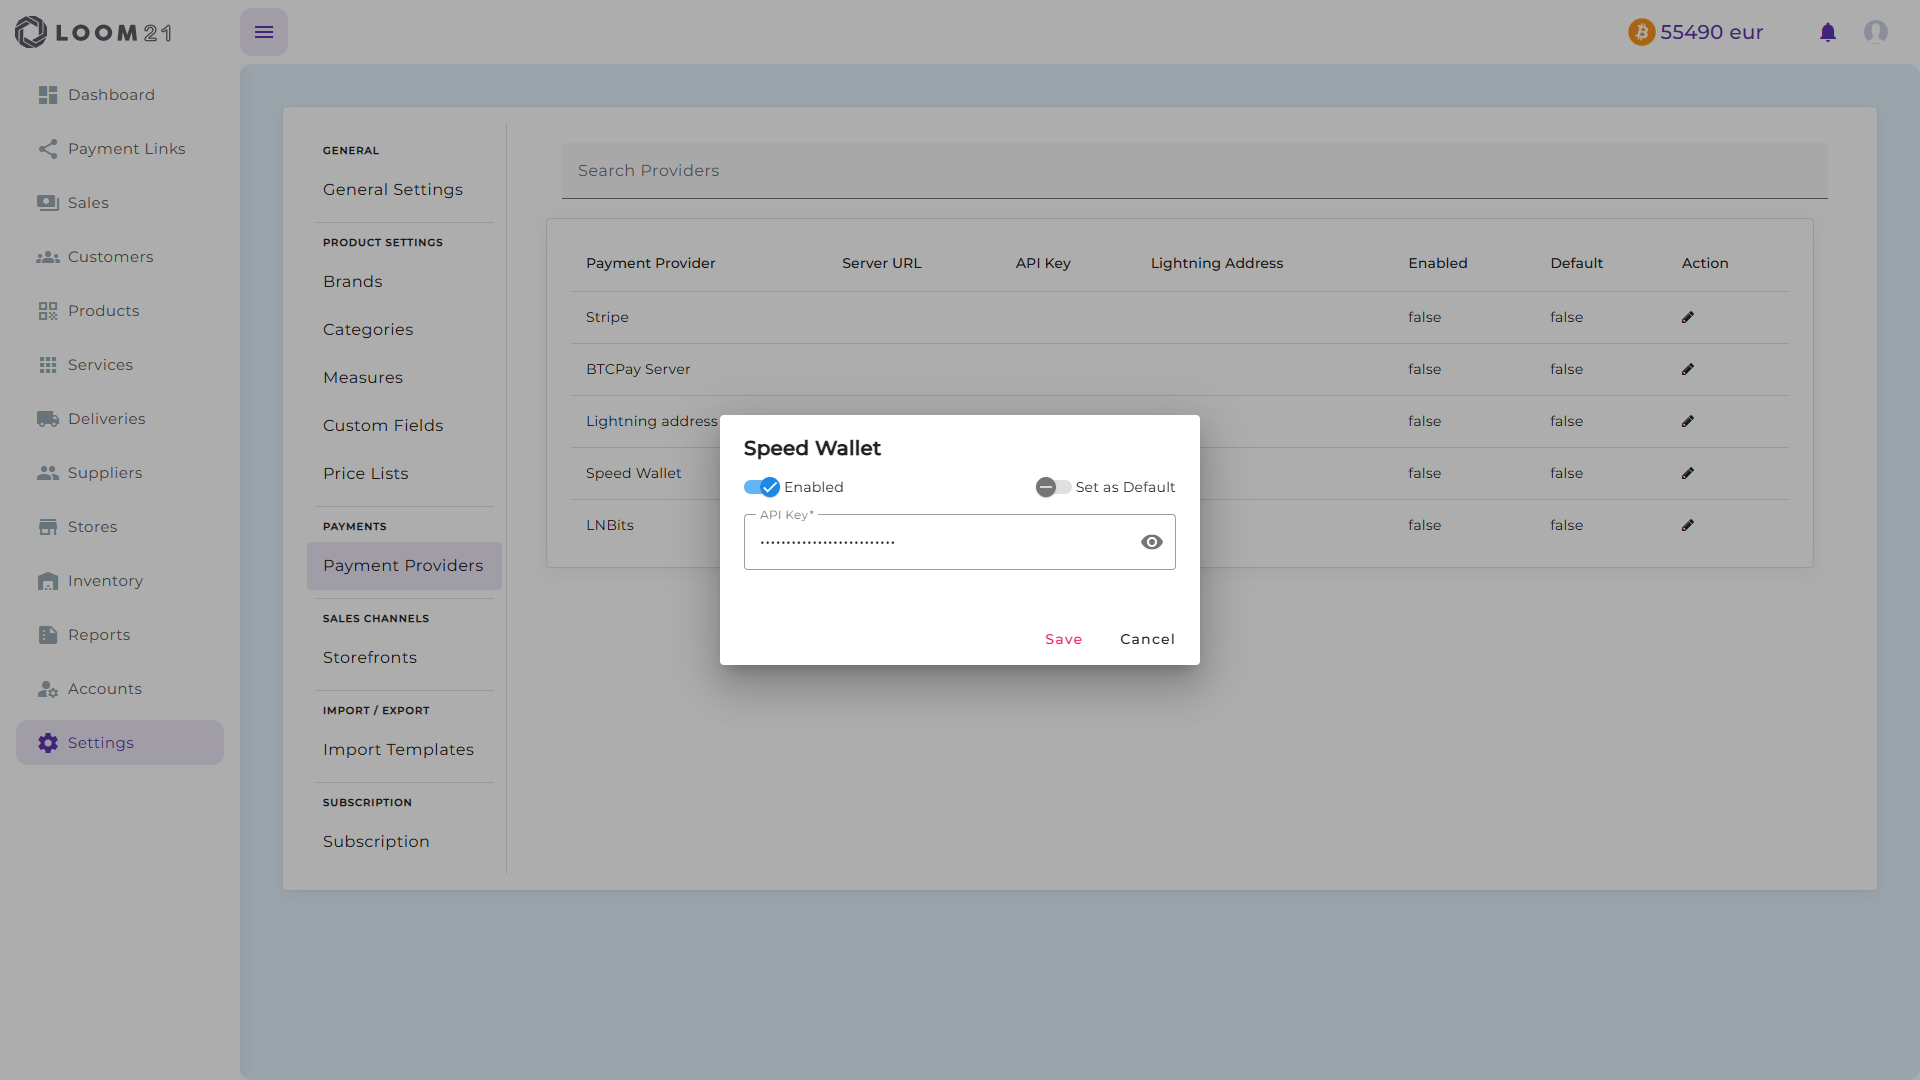 LOOM 21
55490 eur
Dashboard
Payment Links
Sales
Customers
Products
Services
Deliveries
Suppliers
Stores
Inventory
Reports
Accounts
Settings
GENERAL
General Settings
PRODUCT SETTINGS
Brands
Categories
Measures
Custom Fields
Price Lists
PAYMENTS
Payment Providers
SALES CHANNELS
Storefronts
IMPORT / EXPORT
Import Templates
SUBSCRIPTION
Subscription
Search Providers
Payment Provider Server URL API Key Lightning Address Enabled Default Action
Stripe false false
BTCPay Server false false
Lightning address false false
Speed Wallet false false
LNBits false false
Speed Wallet
Enabled Set as Default
API Key*
••••••••••••••••••••••••••
Save Cancel